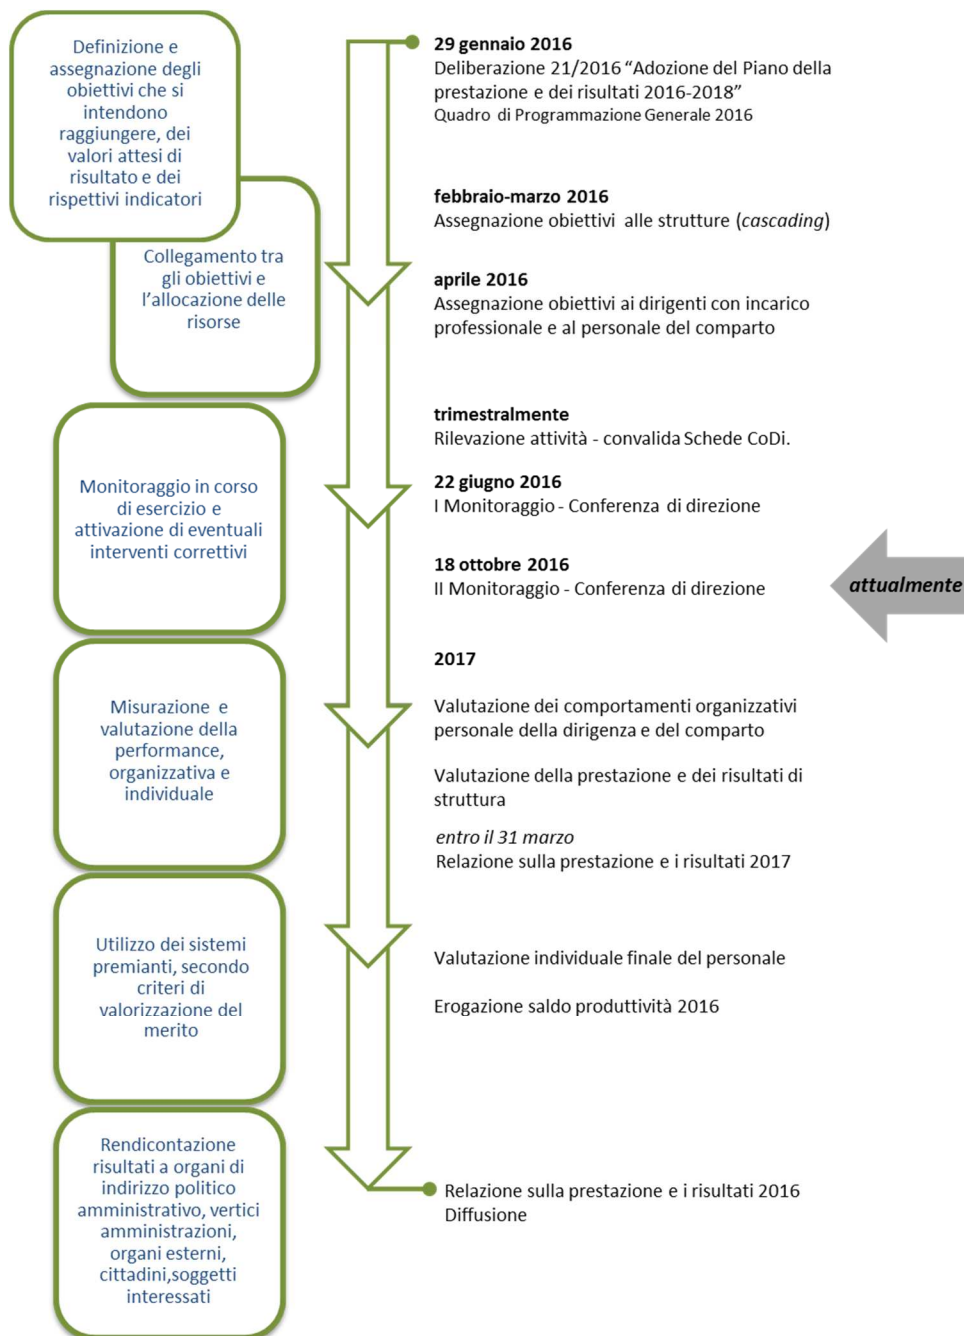 Definizione e
assegnazione degli
obiettivi che si
intendono
raggiungere, dei
valori attesi di
risultato e dei
rispettivi indicatori
29 gennaio 2016
Deliberazione 21/2016 “Adozione del Piano della
prestazione e dei risultati 2016-2018”
Quadro di Programmazione Generale 2016
Collegamento tra
gli obiettivi e
l’allocazione delle
risorse
febbraio-marzo 2016
Assegnazione obiettivi alle strutture (cascading)
aprile 2016
Assegnazione obiettivi ai dirigenti con incarico
professionale e al personale del comparto
Monitoraggio in corso
di esercizio e
attivazione di eventuali
interventi correttivi
trimestralmente
Rilevazione attività - convalida Schede CoDi.
22 giugno 2016
I Monitoraggio - Conferenza di direzione
18 ottobre 2016
II Monitoraggio - Conferenza di direzione
attualmente
Misurazione e
valutazione della
performance,
organizzativa e
individuale
2017
Valutazione dei comportamenti organizzativi
personale della dirigenza e del comparto
Valutazione della prestazione e dei risultati di
struttura
entro il 31 marzo
Relazione sulla prestazione e i risultati 2017
Utilizzo dei sistemi
premianti, secondo
criteri di
valorizzazione del
merito
Valutazione individuale finale del personale
Erogazione saldo produttività 2016
Rendicontazione
risultati a organi di
indirizzo politico
amministrativo, vertici
amministrazioni,
organi esterni,
cittadini,soggetti
interessati
Relazione sulla prestazione e i risultati 2016
Diffusione